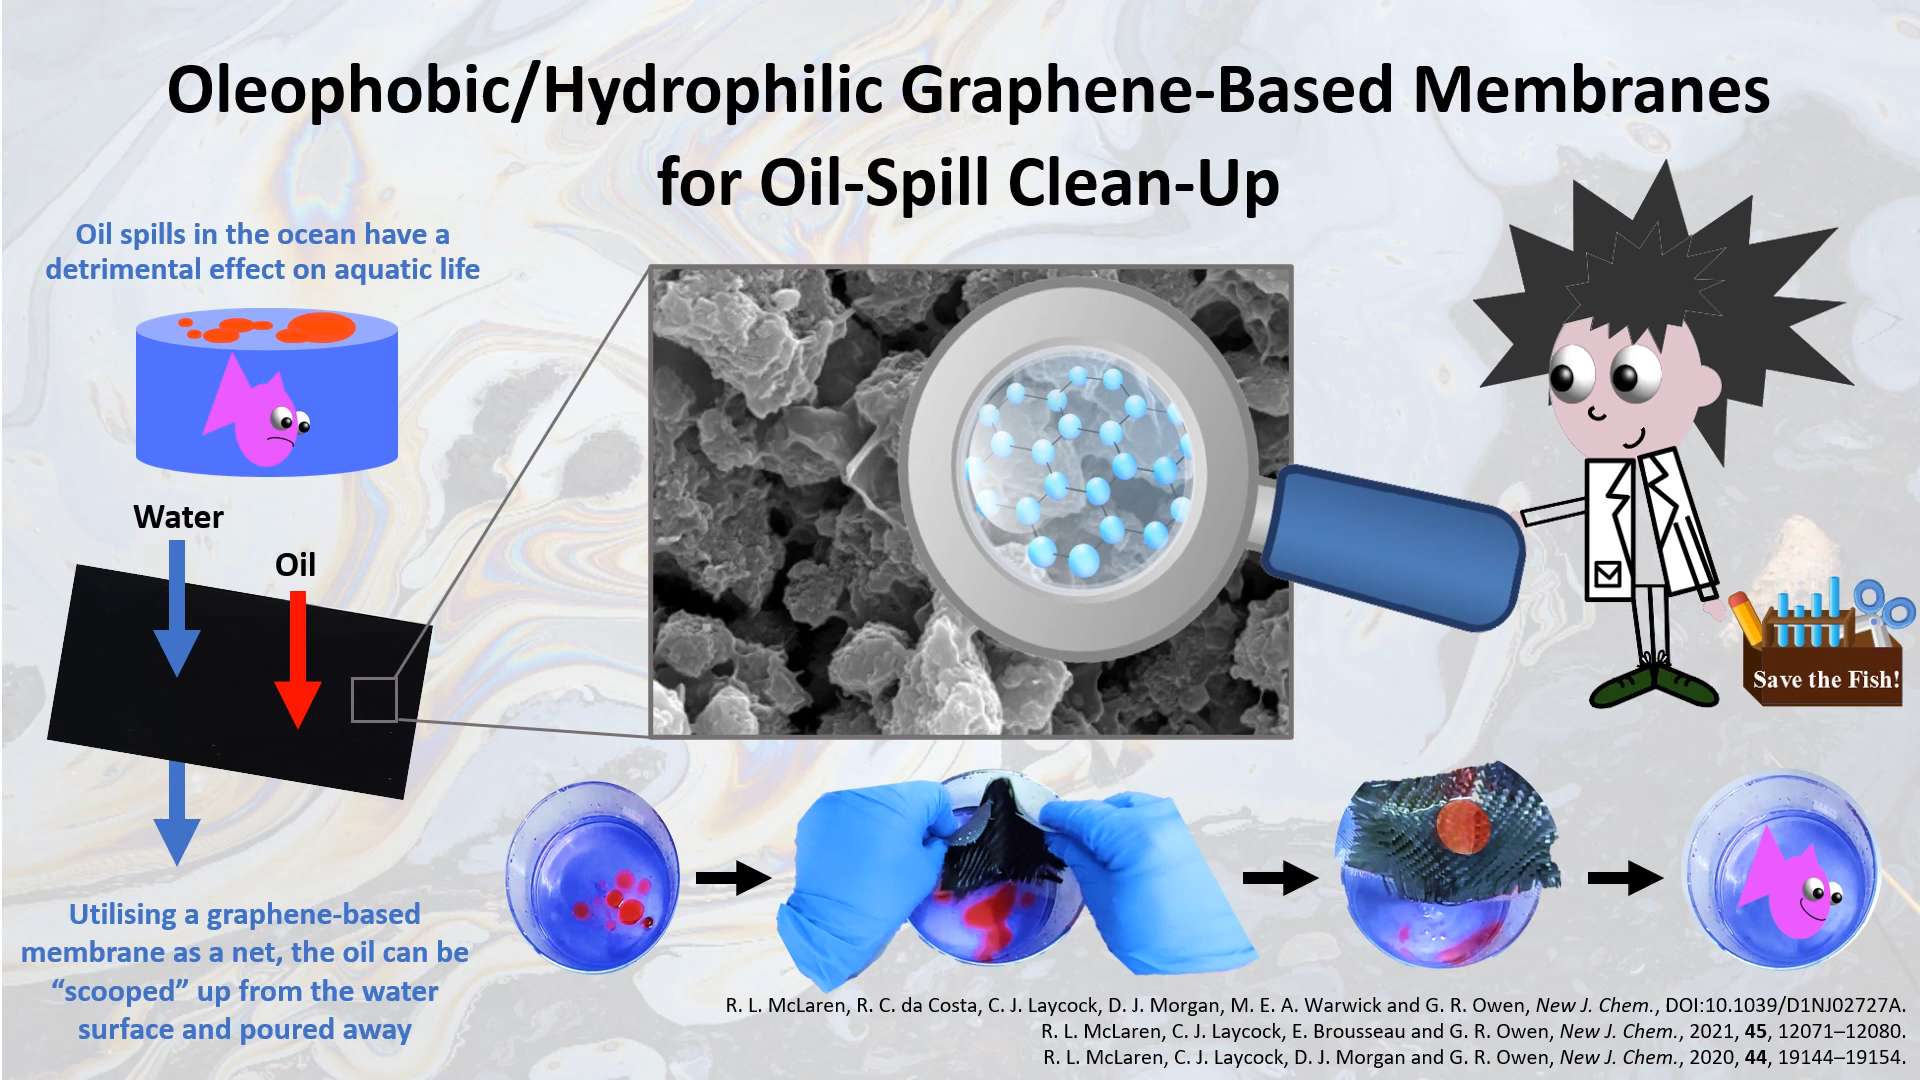 Oleophobic/Hydrophilic Graphene-Based Membranes
for Oil-Spill Clean-Up
Oil spills in the ocean have a
detrimental effect on aquatic life
Water
Oil
Save the Fish!
Utilising a graphene-based
membrane as a net, the oil can be
“scooped” up from the water
surface and poured away
R. L. McLaren, R. C. da Costa, C. J. Laycock, D. J. Morgan, M. E. A. Warwick and G. R. Owen, New J. Chem., DOI:10.1039/D1NJ02727A.
R. L. McLaren, C. J. Laycock, E. Brousseau and G. R. Owen, New J. Chem., 2021, 45, 12071–12080.
R. L. McLaren, C. J. Laycock, D. J. Morgan and G. R. Owen, New J. Chem., 2020, 44, 19144–19154.